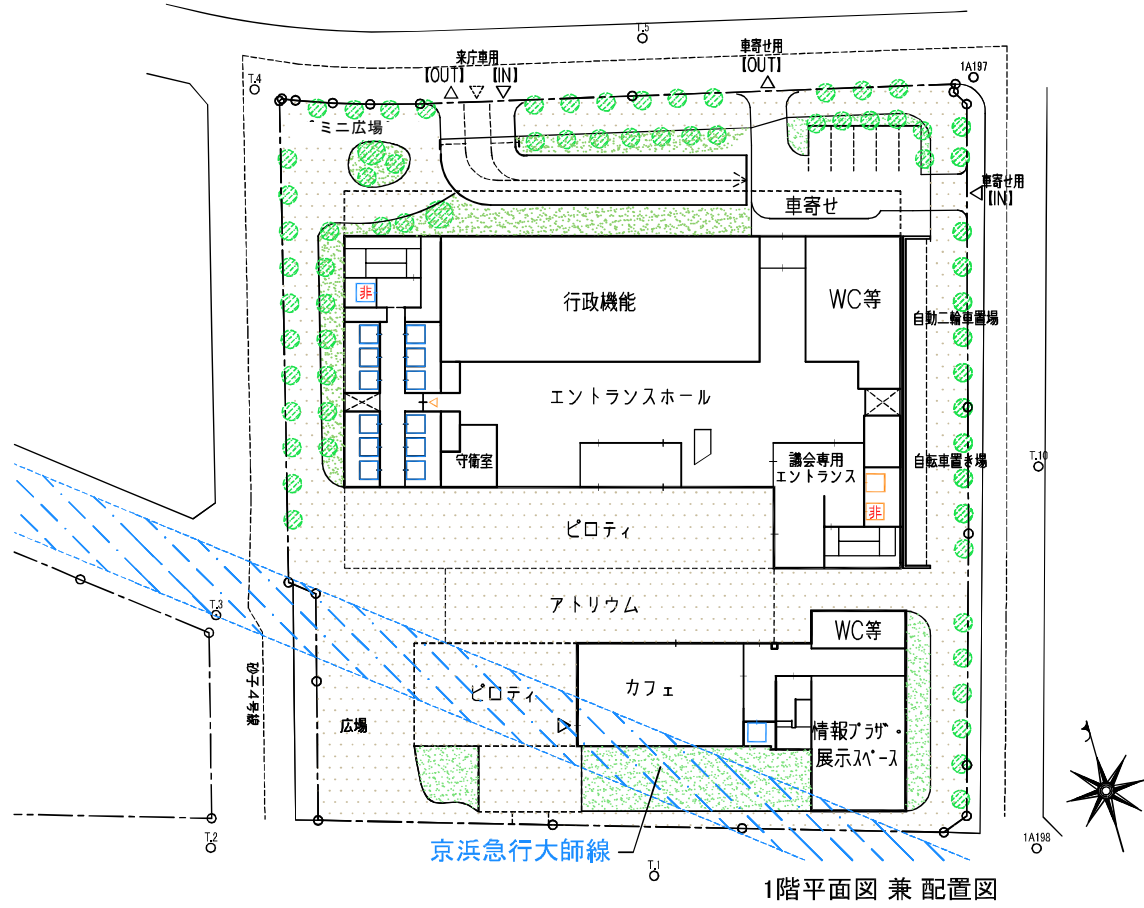 T.5
来庁車用
【OUT】
【IN】
車寄せ用
【OUT】
1A197
T.4
ミニ広場
車寄せ用
【IN】
車寄せ
非
行政機能
WC等
自動二輪車置場
エントランスホール
守衛室
議会専用
エントランス
自転車置き場
T.10
非
ピロティ
アトリウム
T.3
WC等
砂子4号線
ピロティ
カフェ
広場
情報プラザ・
展示スペース
京浜急行大師線
T.2
T.1
1A198
1階平面図 兼 配置図